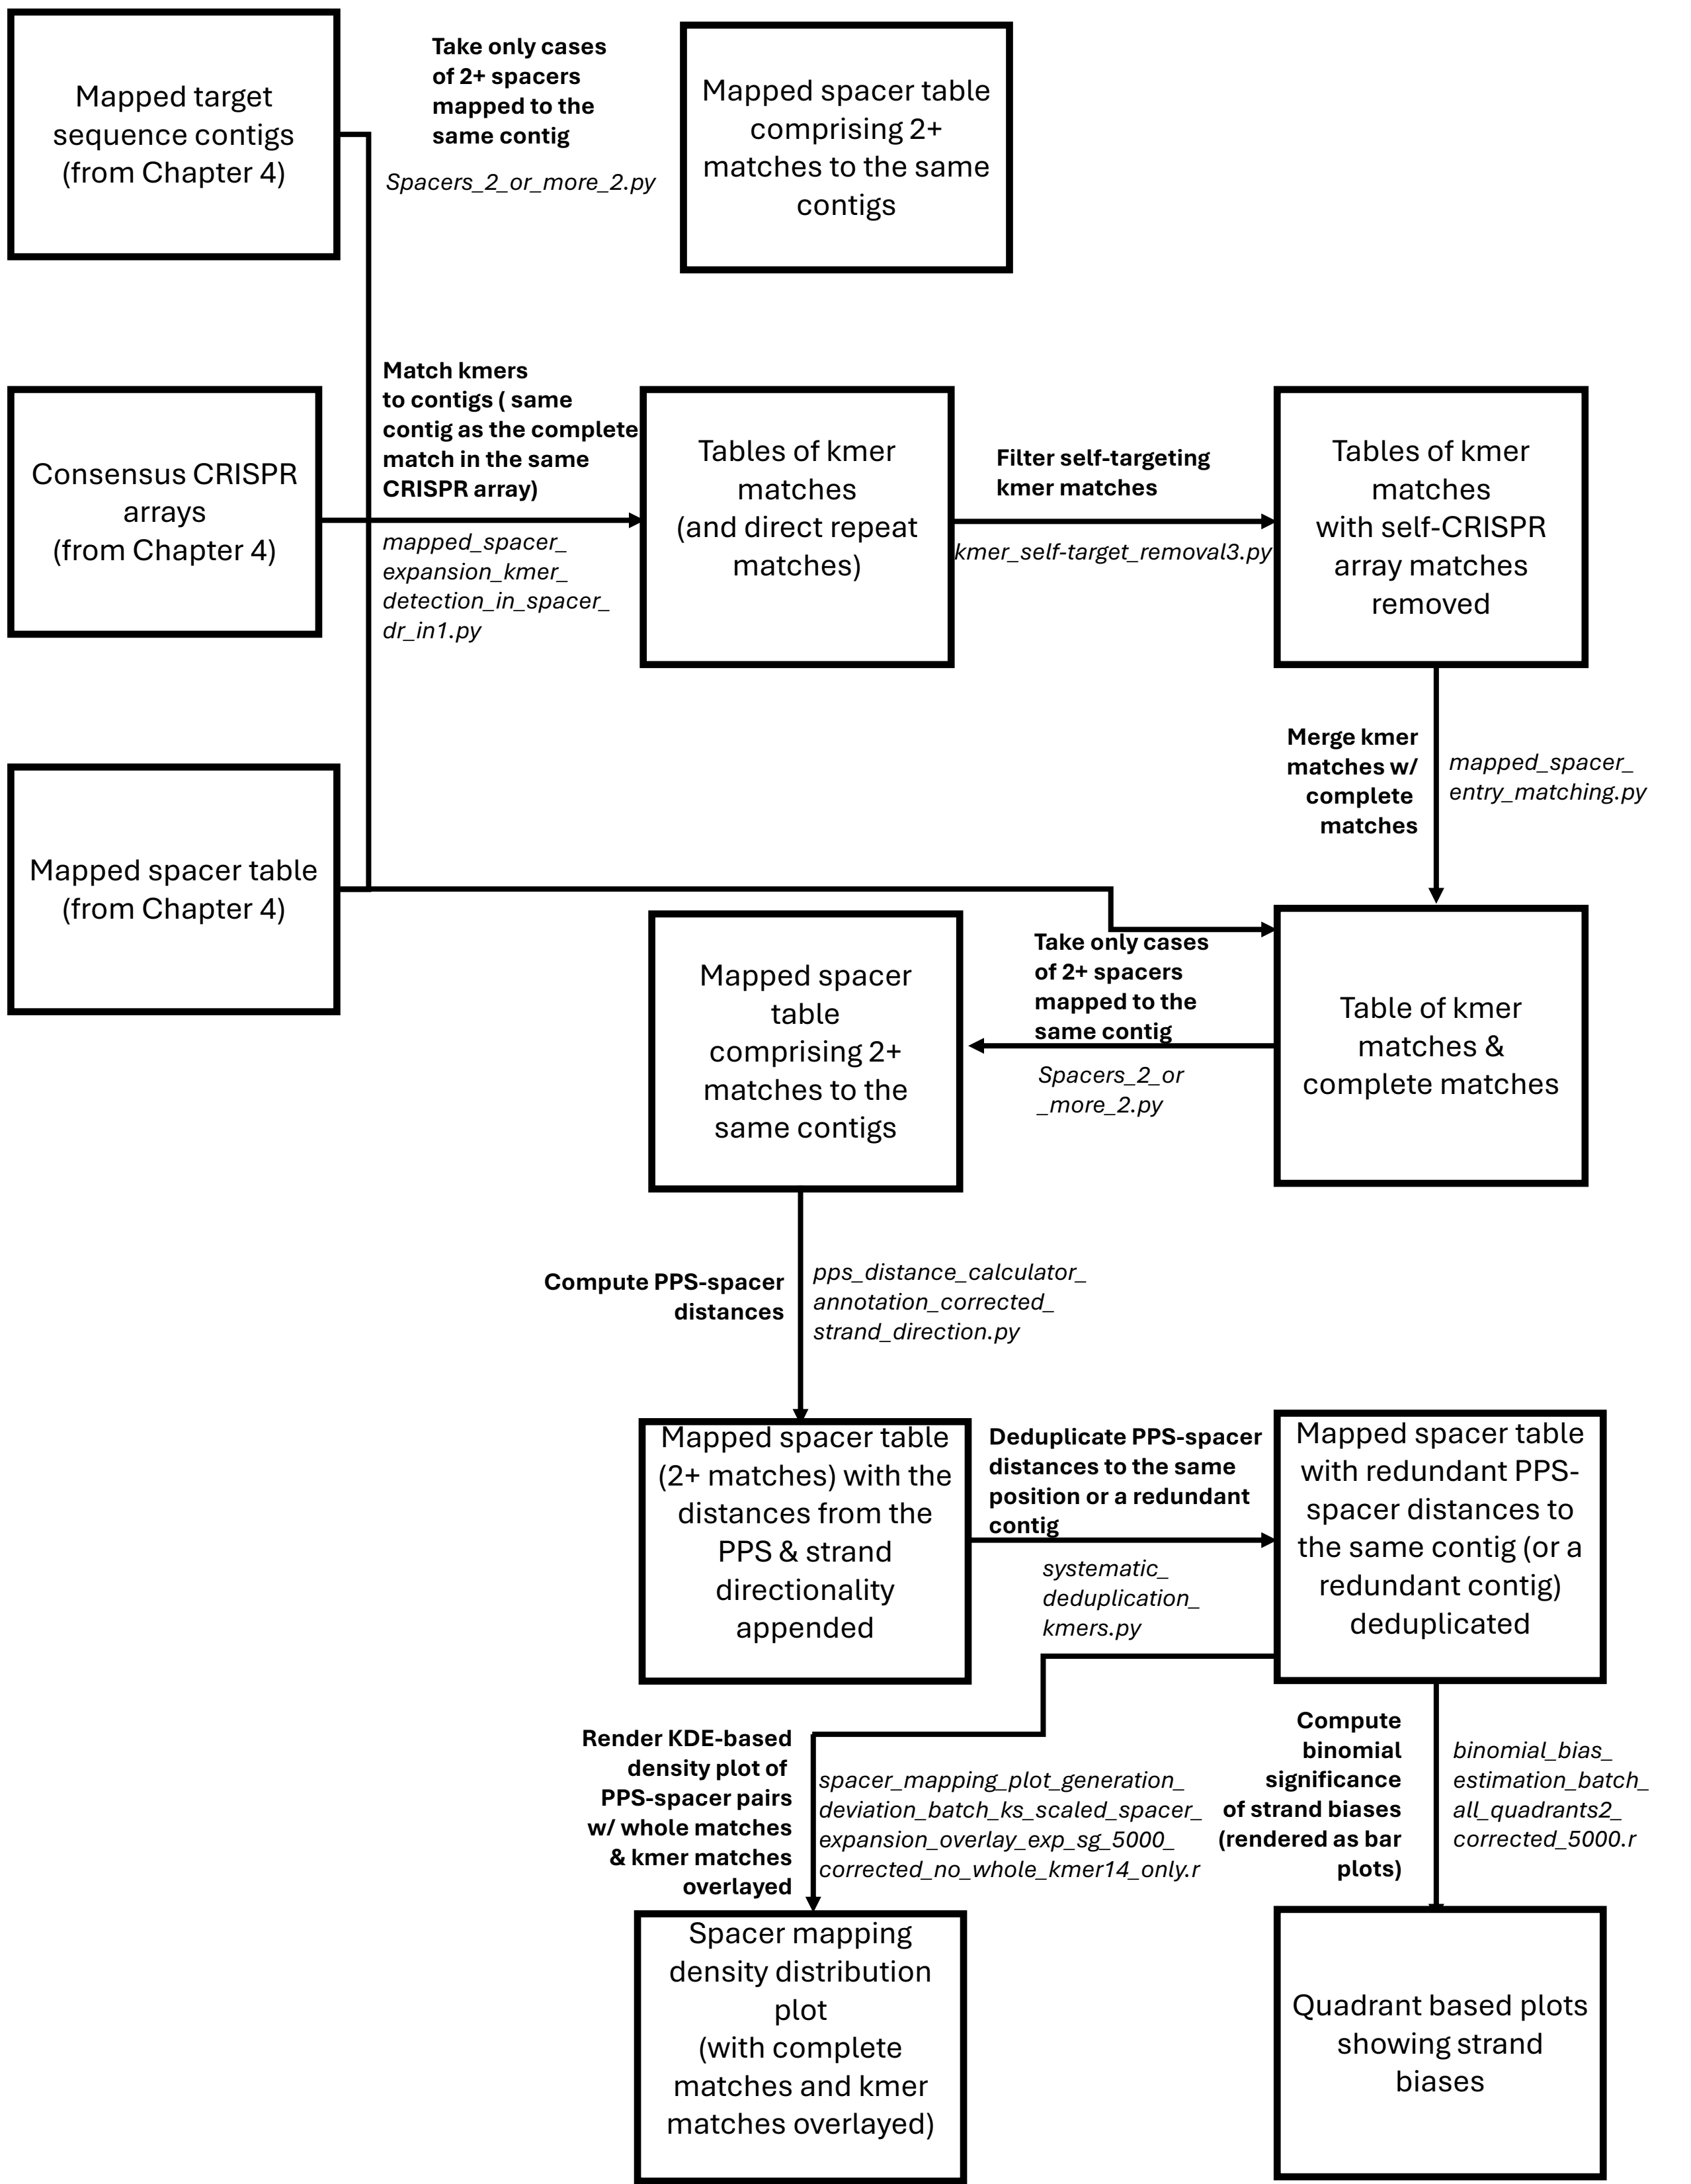 Mapped target
sequence contigs
(from Chapter 4)
Take only cases
of 2+ spacers
mapped to the
same contig
Spacers_2_or_more_2.py
Mapped spacer table
comprising 2+
matches to the same
contigs
Consensus CRISPR
arrays
(from Chapter 4)
Match kmers
to contigs ( same
contig as the complete
match in the same
CRISPR array)
mapped_spacer_
expansion_kmer_
detection_in_spacer_
dr_in1.py
Tables of kmer
matches
(and direct repeat
matches)
Filter self-targeting
kmer matches
kmer_self-target_removal3.py
Tables of kmer
matches
with self-CRISPR
array matches
removed
Merge kmer
matches w/
complete
matches
mapped_spacer_
entry_matching.py
Mapped spacer table
(from Chapter 4)
Mapped spacer
table
comprising 2+
matches to the
same contigs
Take only cases
of 2+ spacers
mapped to the
same contig
Spacers_2_or
_more_2.py
Table of kmer
matches &
complete matches
Compute PPS-spacer
distances
pps_distance_calculator_
annotation_corrected_
strand_direction.py
Mapped spacer table
(2+ matches) with the
distances from the
PPS & strand
directionality
appended
Deduplicate PPS-spacer
distances to the same
position or a redundant
contig
systematic_
deduplication_
kmers.py
Mapped spacer table
with redundant PPS-
spacer distances to
the same contig (or a
redundant contig)
deduplicated
Render KDE-based
density plot of
PPS-spacer pairs
w/ whole matches
& kmer matches
overlayed
spacer_mapping_plot_generation_
deviation_batch_ks_scaled_spacer_
expansion_overlay_exp_sg_5000_
corrected_no_whole_kmer14_only.r
Compute
binomial
significance
of strand biases
(rendered as bar
plots)
binomial_bias_
estimation_batch_
all_quadrants2_
corrected_5000.r
Spacer mapping
density distribution
plot
(with complete
matches and kmer
matches overlayed)
Quadrant based plots
showing strand
biases